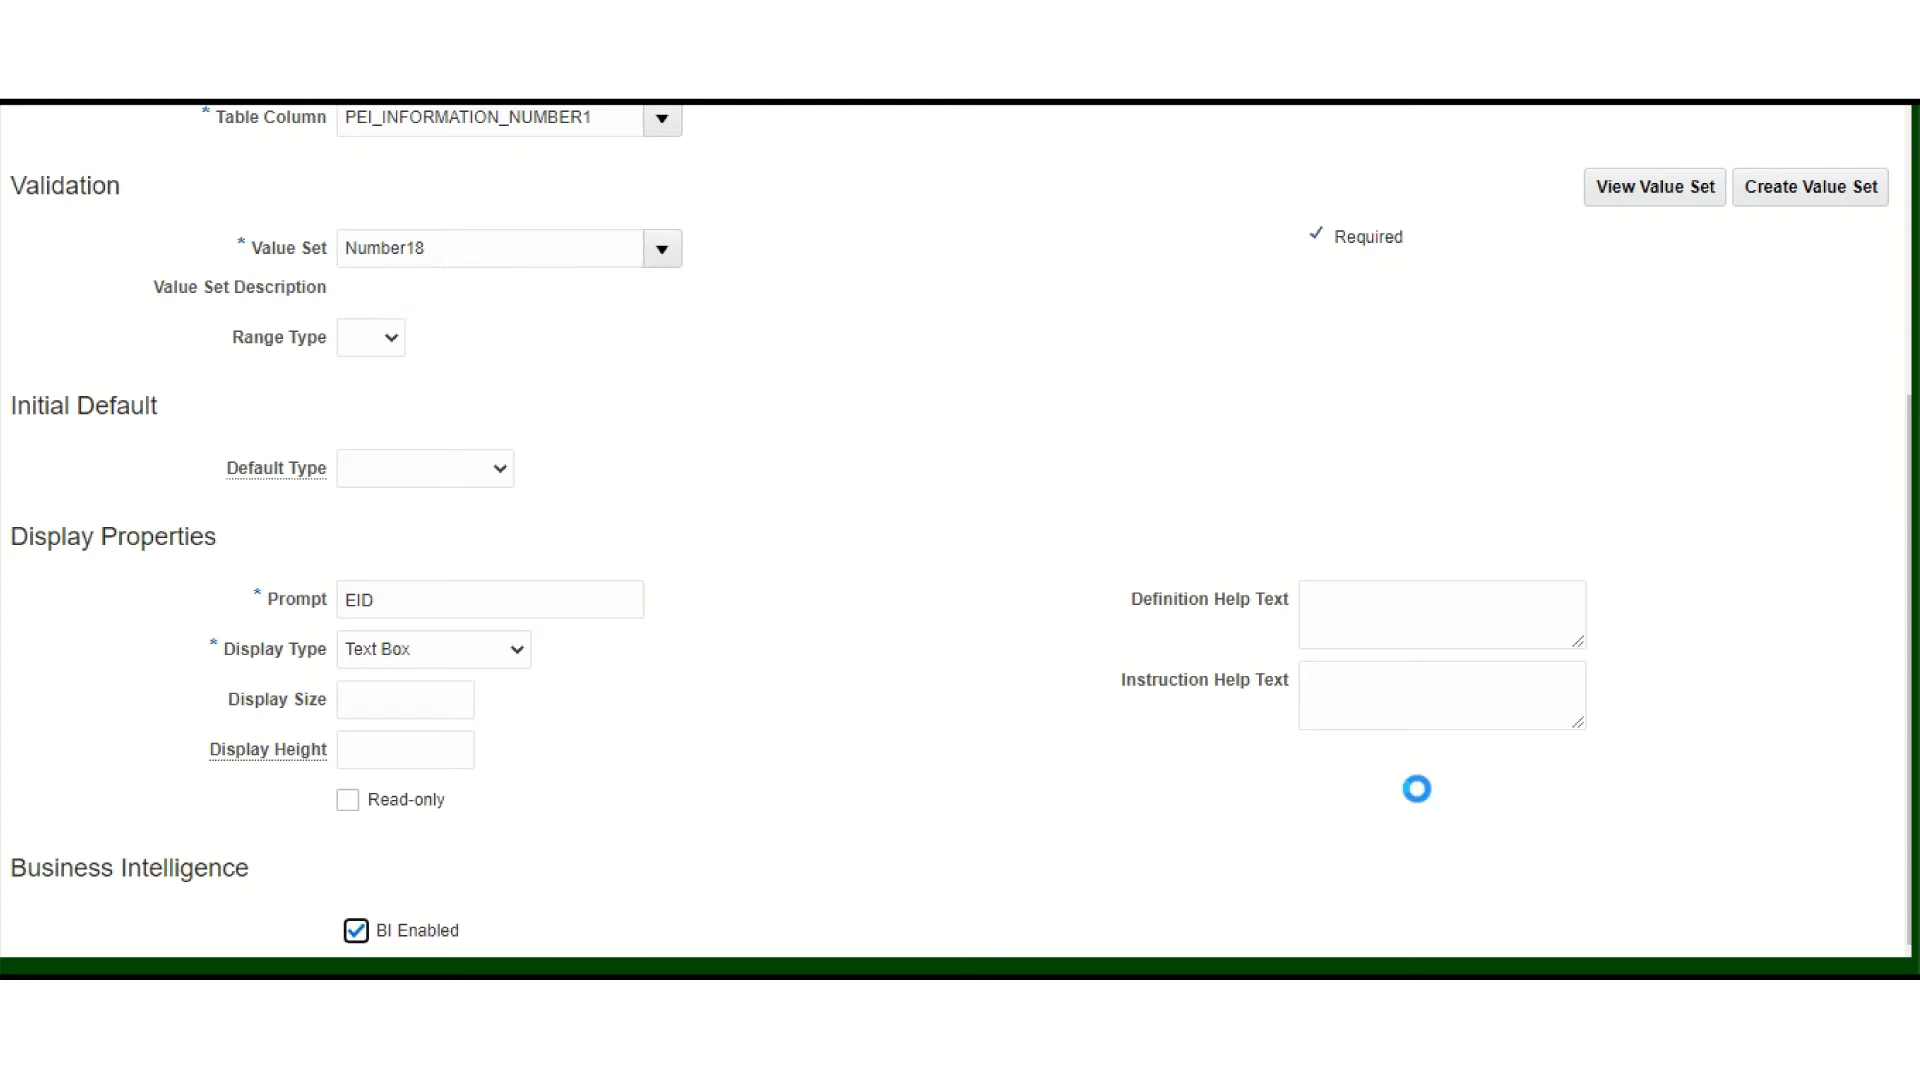 * Table Column PEI_INFORMATION_NUMBER1
Validation
View Value Set Create Value Set
* Value Set Number18
Required
Value Set Description
Range Type
Initial Default
Default Type
Display Properties
* Prompt EID
Definition Help Text
* Display Type Text Box
Instruction Help Text
Display Size
Display Height
Read-only
Business Intelligence
BI Enabled